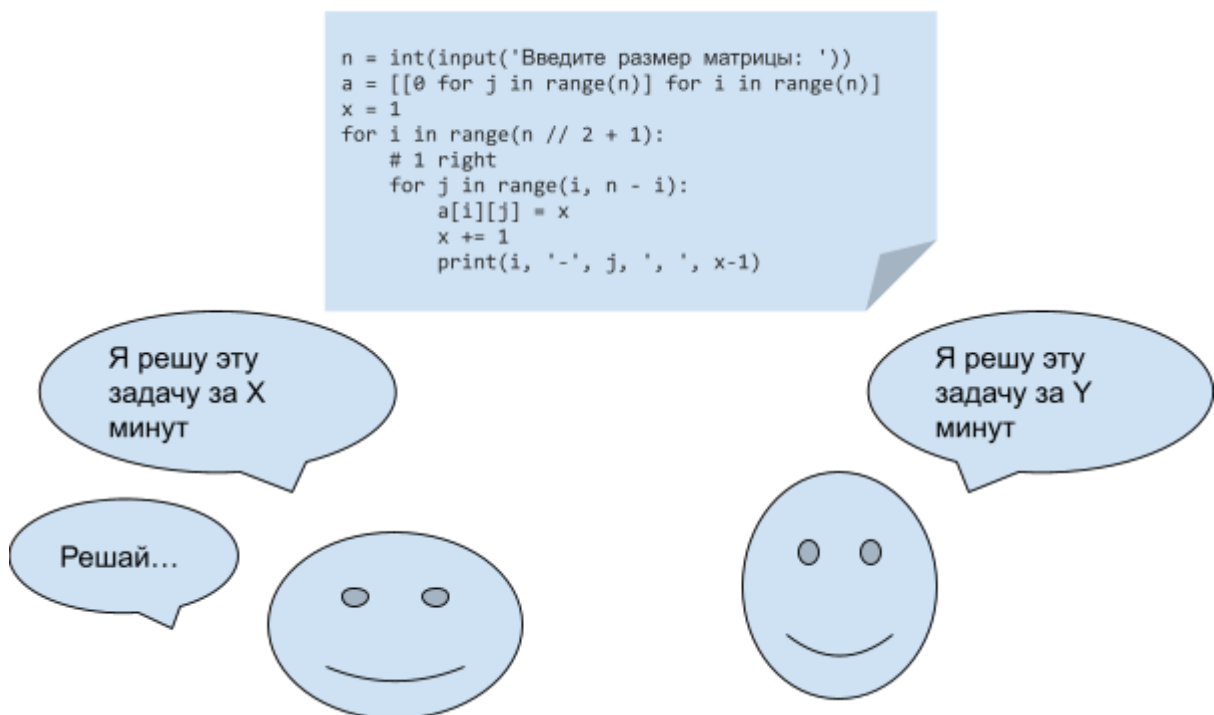 n = int(input('Введите размер матрицы: '))
a = [[0 for j in range(n)] for i in range(n)]
x = 1
for i in range(n // 2 + 1):
    # 1 right
    for j in range(i, n - i):
        a[i][j] = x
        x += 1
        print(i, '-', j, ', ', x-1)
Я решу эту
задачу за X
минут
Я решу эту
задачу за Y
минут
Решай…